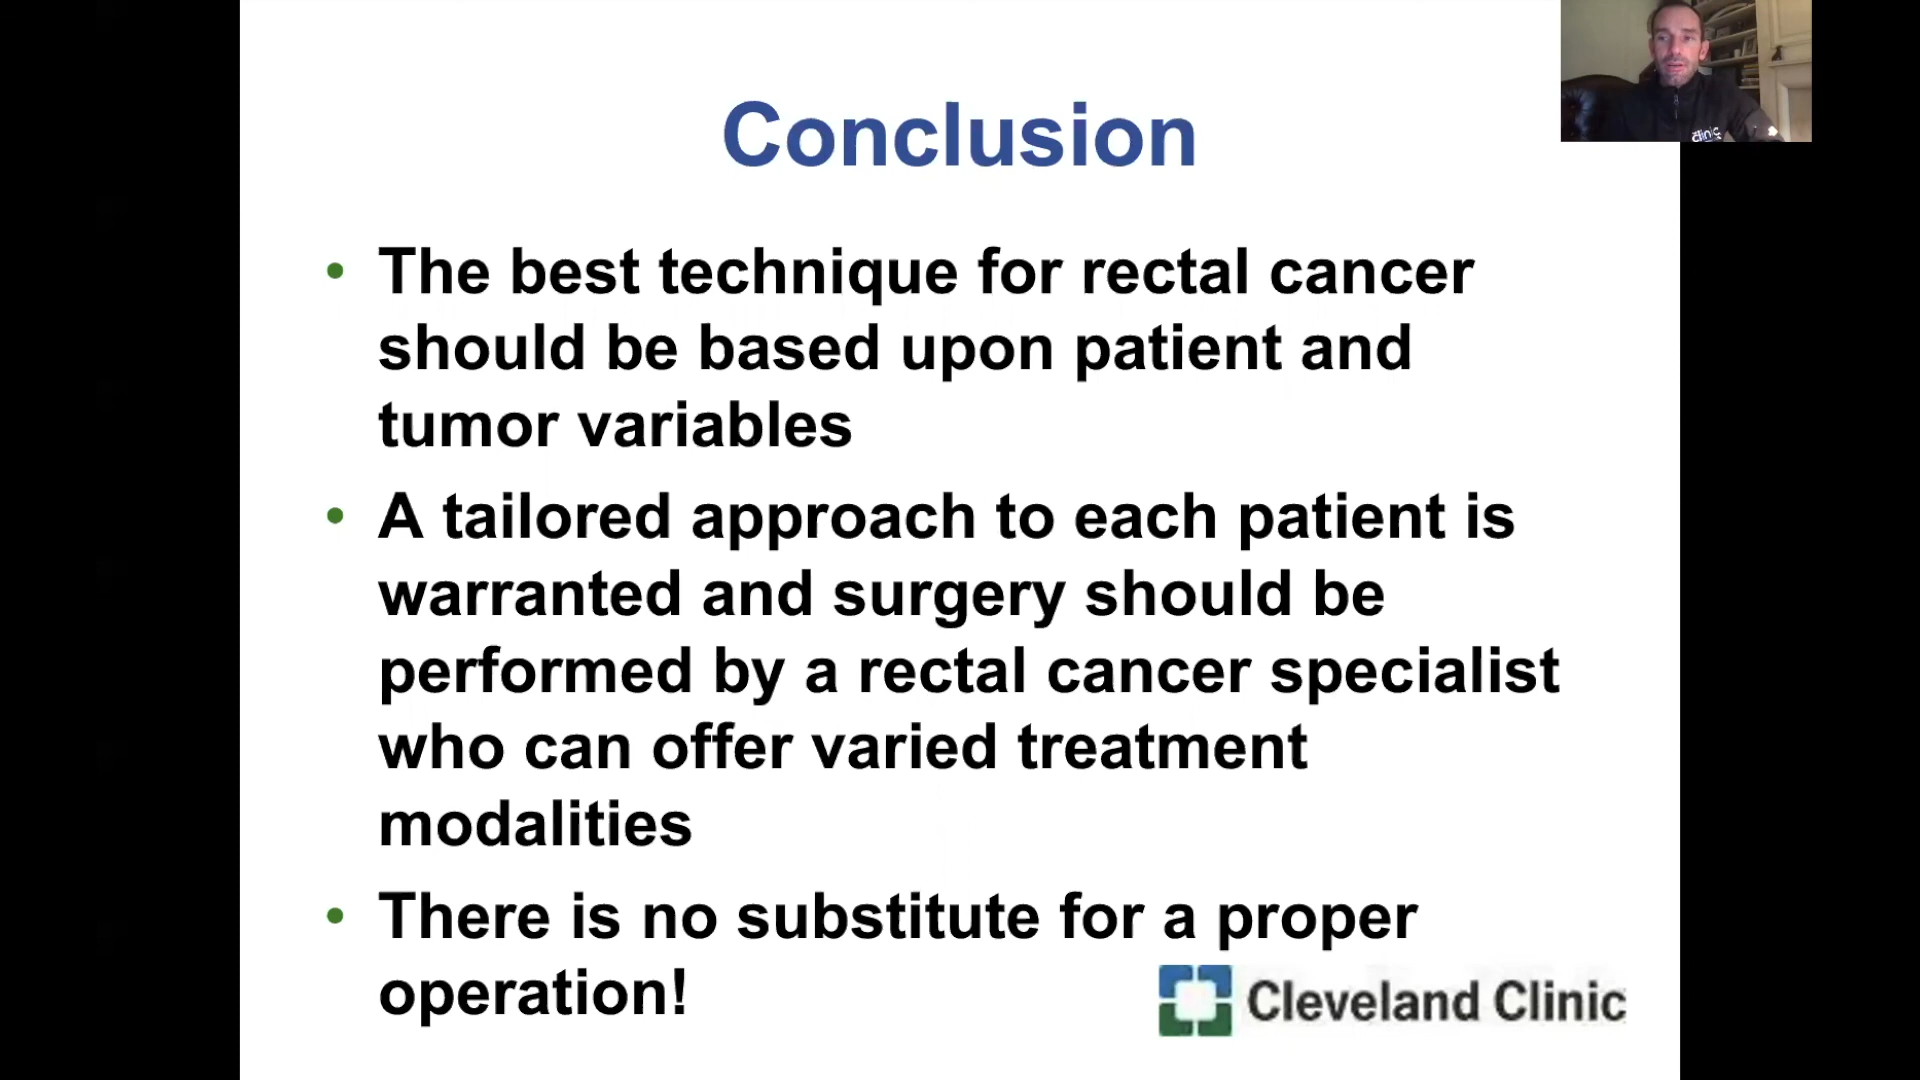 Conclusion
• The best technique for rectal cancer
should be based upon patient and
tumor variables
• A tailored approach to each patient is
warranted and surgery should be
performed by a rectal cancer specialist
who can offer varied treatment
modalities
• There is no substitute for a proper
operation!
Cleveland Clinic
clinic